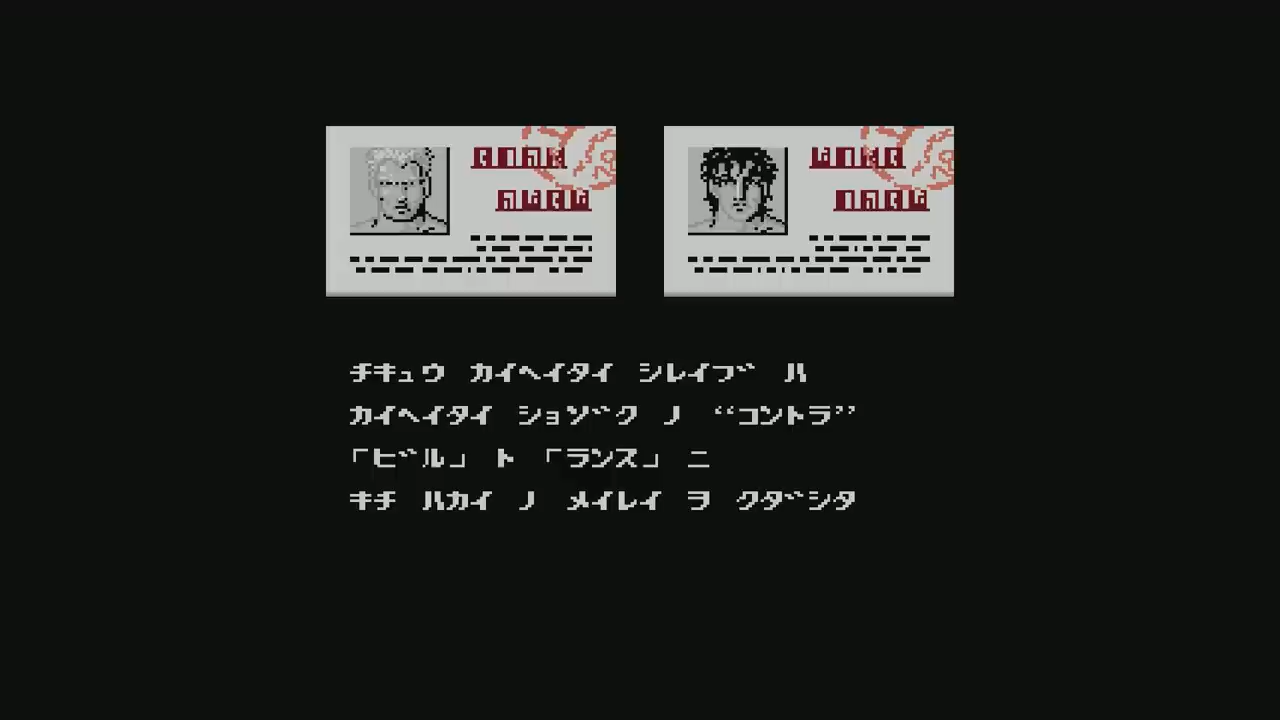 チキュウ カイヘイタイ シレイブ ハ
カイヘイタイ ショゾク ノ “コントラ”
「ビル」 ト 「ランス」 ニ
キチ ハカイ ノ メイレイ ヲ クダシタ